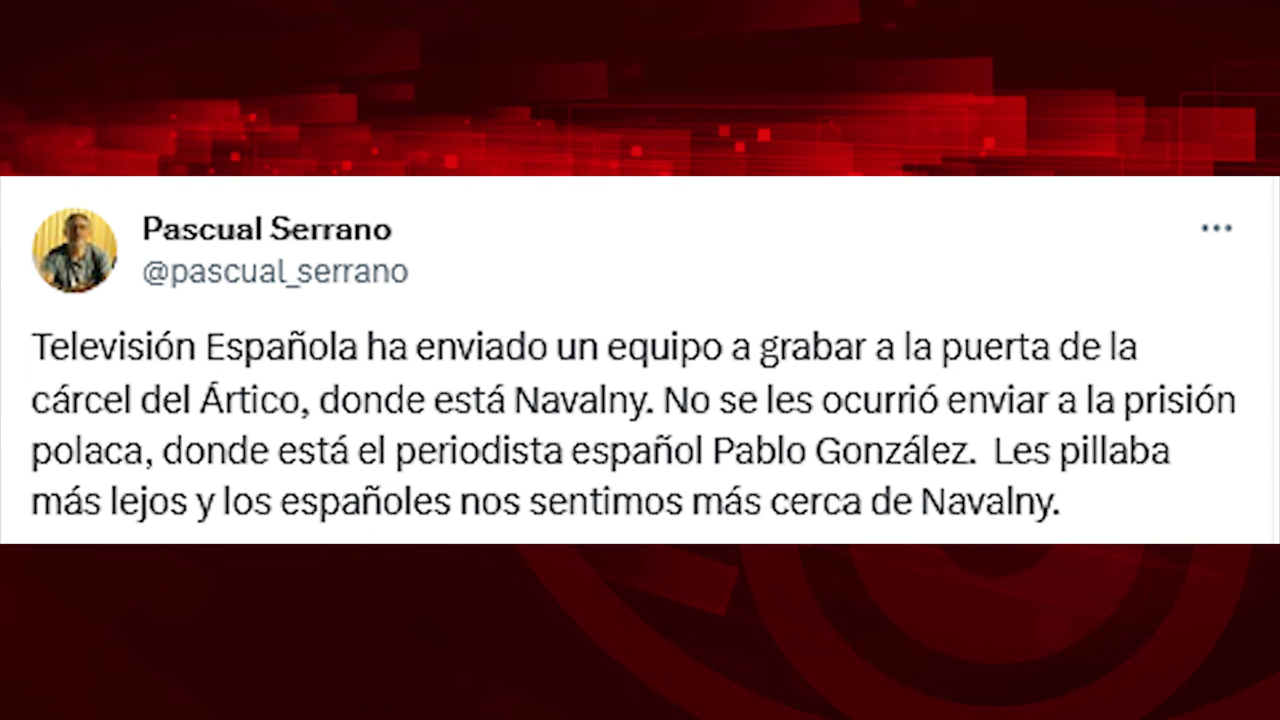 Pascual Serrano
@pascual_serrano
Televisión Española ha enviado un equipo a grabar a la puerta de la
cárcel del Ártico, donde está Navalny. No se les ocurrió enviar a la prisión
polaca, donde está el periodista español Pablo González.  Les pillaba
más lejos y los españoles nos sentimos más cerca de Navalny.